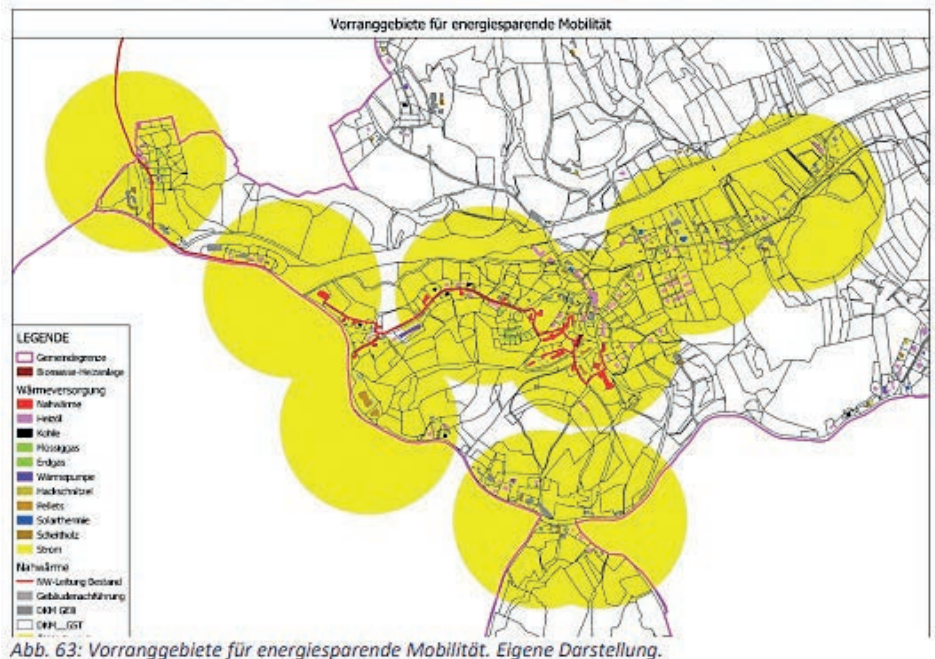 Vorranggebiete für energiesparende Mobilität
LEGENDE
Gemeindegrenze
Biomasse-Heizanlage
Wärmeversorgung
Nahwärme
Heizöl
Kohle
Flüssiggas
Erdgas
Wärmepumpe
Hackschnitzel
Pellets
Solarthermie
Scheitholz
Strom
Nahwärme
NW-Leitung Bestand
Gebäudenachführung
DKM GEB
DKM__GST
Abb. 63: Vorranggebiete für energiesparende Mobilität. Eigene Darstellung.